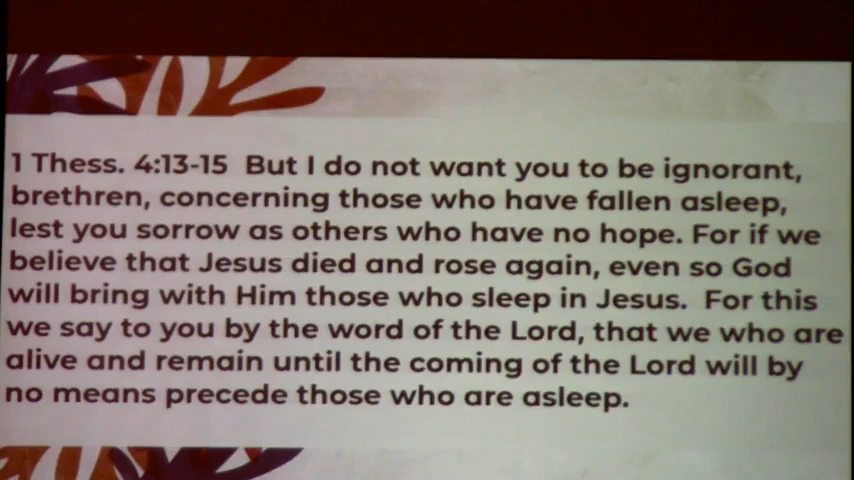 1 Thess. 4:13-15  But I do not want you to be ignorant,
brethren, concerning those who have fallen asleep,
lest you sorrow as others who have no hope. For if we
believe that Jesus died and rose again, even so God
will bring with Him those who sleep in Jesus.  For this
we say to you by the word of the Lord, that we who are
alive and remain until the coming of the Lord will by
no means precede those who are asleep.